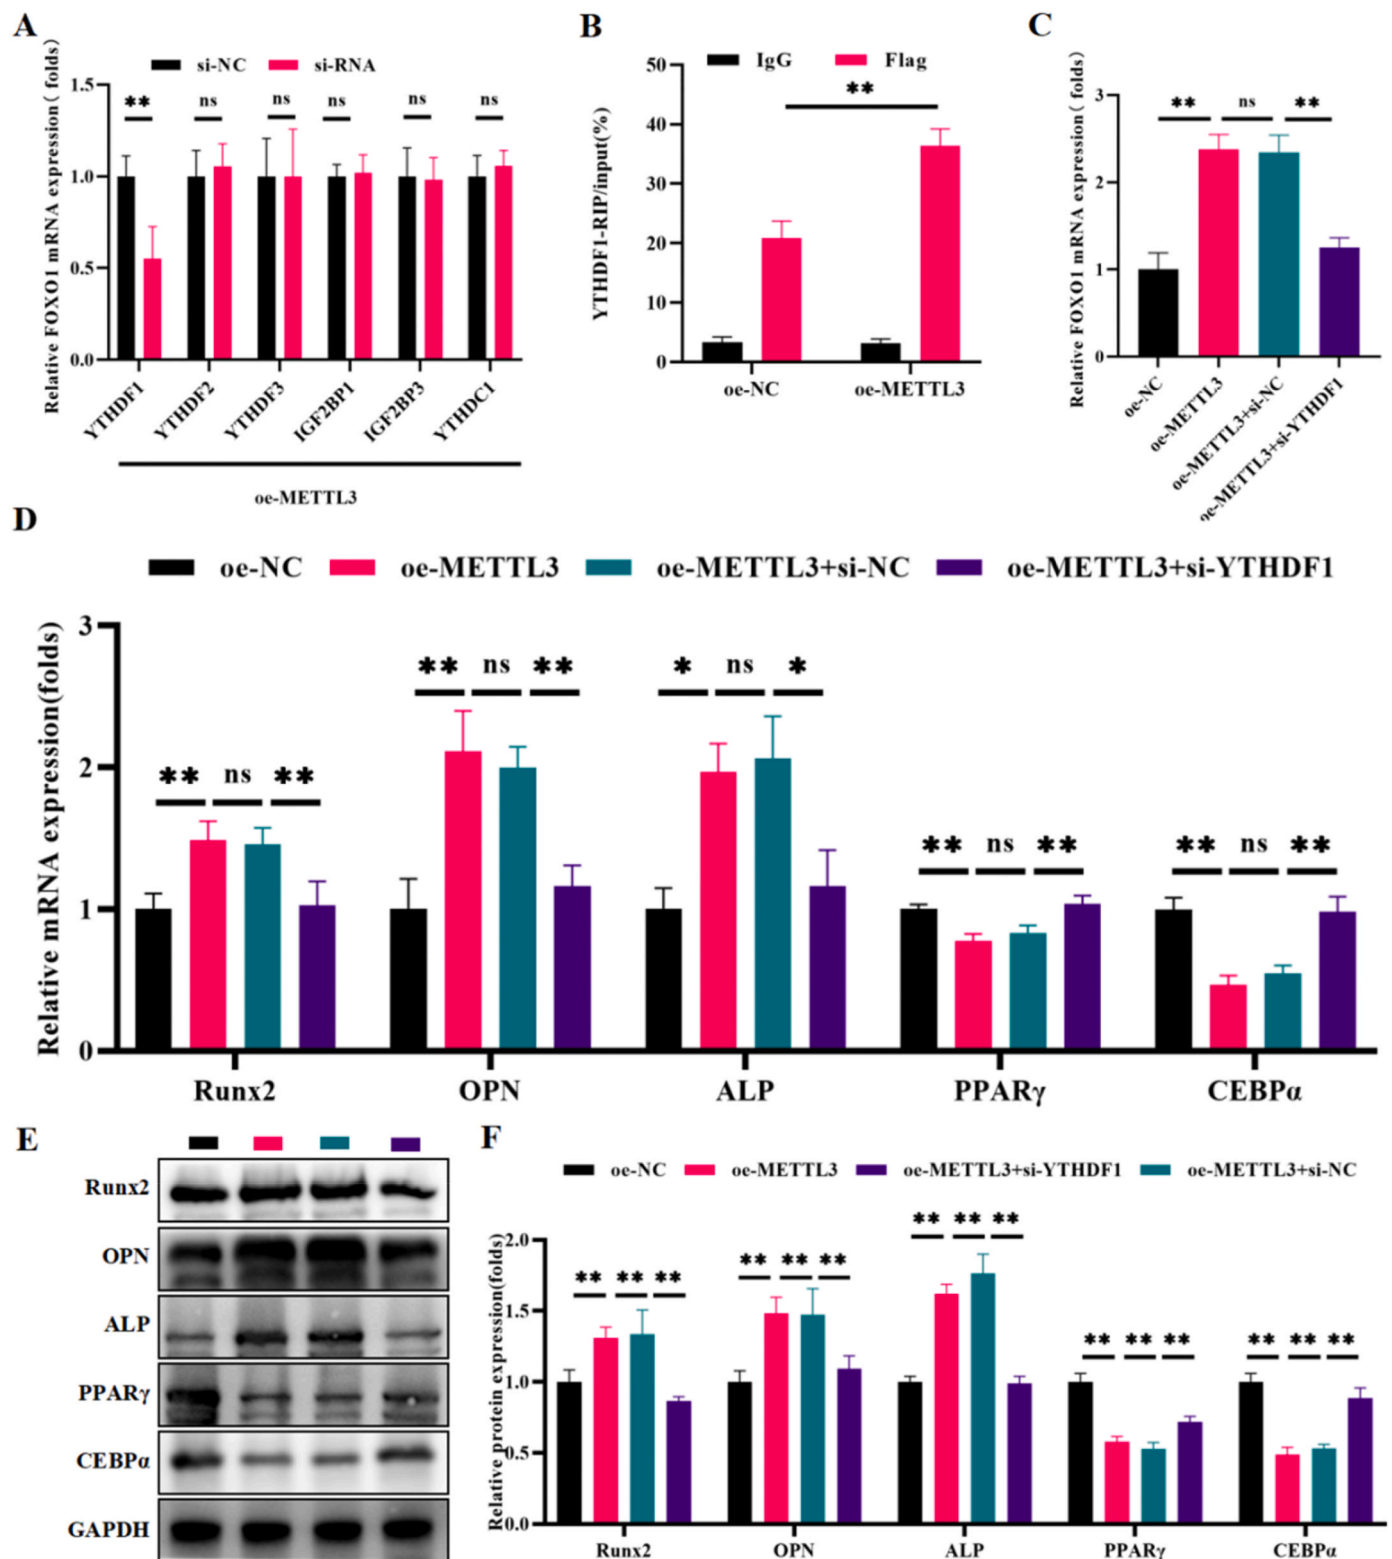 A
si-NC si-RNA
Relative FOXO1 mRNA expression( folds)
1.5
1.0
0.5
0.0
** ns ns ns ns ns
YTHDF1 YTHDF2 YTHDF3 IGF2BP1 IGF2BP3 YTHDC1
oe-METTL3
B
IgG Flag
YTHDF1-RIP/input(%)
50
40
30
20
10
0
**
oe-NC oe-METTL3
C
Relative FOXO1 mRNA expression( folds)
3
2
1
0
** ns **
oe-NC oe-METTL3 oe-METTL3+si-NC oe-METTL3+si-YTHDF1
D
oe-NC oe-METTL3 oe-METTL3+si-NC oe-METTL3+si-YTHDF1
Relative mRNA expression(folds)
3
2
1
0
** ns ** ** ns ** * ns * ** ns ** ** ns **
Runx2 OPN ALP PPARγ CEBPα
E
Runx2
OPN
ALP
PPARγ
CEBPα
GAPDH
F
oe-NC oe-METTL3 oe-METTL3+si-YTHDF1 oe-METTL3+si-NC
Relative protein expression(folds)
2.0
1.5
1.0
0.5
0.0
** ** ** ** ** ** ** ** ** ** ** ** ** ** **
Runx2 OPN ALP PPARγ CEBPα